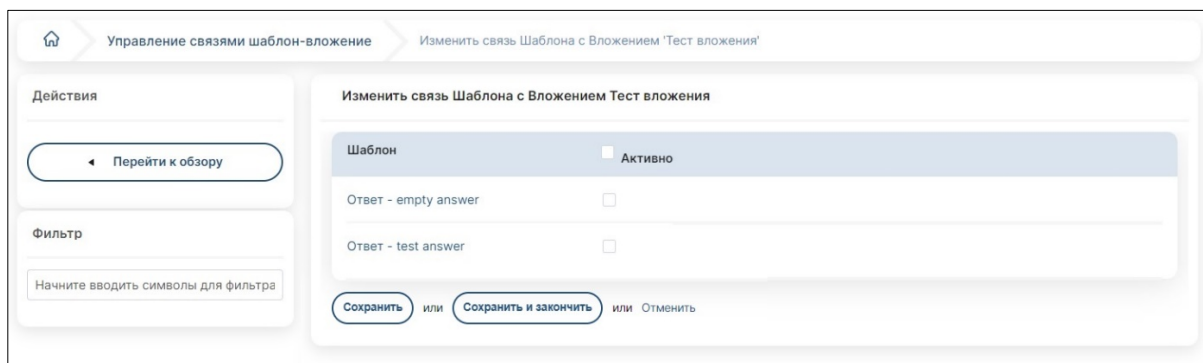 Управление связями шаблон-вложение
Изменить связь Шаблона с Вложением 'Тест вложения'
Действия
Перейти к обзору
Фильтр
Начните вводить символы для фильтра
Изменить связь Шаблона с Вложением Тест вложения
Шаблон Активно
Ответ - empty answer
Ответ - test answer
Сохранить или Сохранить и закончить или Отменить